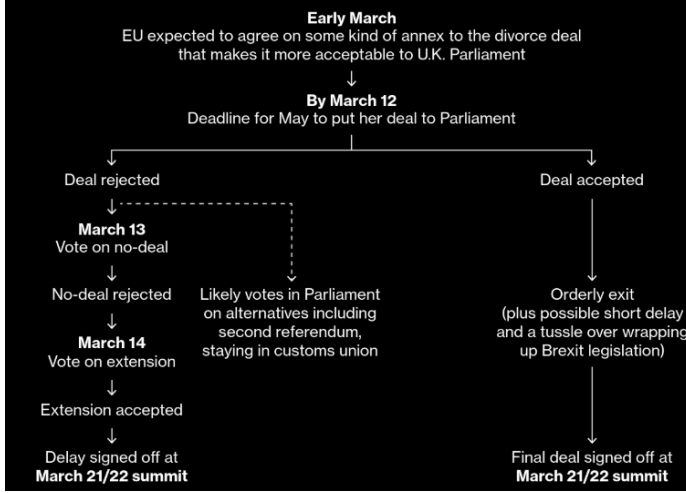 Early March
EU expected to agree on some kind of annex to the divorce deal
that makes it more acceptable to U.K. Parliament
By March 12
Deadline for May to put her deal to Parliament
Deal rejected
Deal accepted
March 13
Vote on no-deal
No-deal rejected
Likely votes in Parliament
on alternatives including
second referendum,
staying in customs union
Orderly exit
(plus possible short delay
and a tussle over wrapping
up Brexit legislation)
March 14
Vote on extension
Extension accepted
Delay signed off at
March 21/22 summit
Final deal signed off at
March 21/22 summit